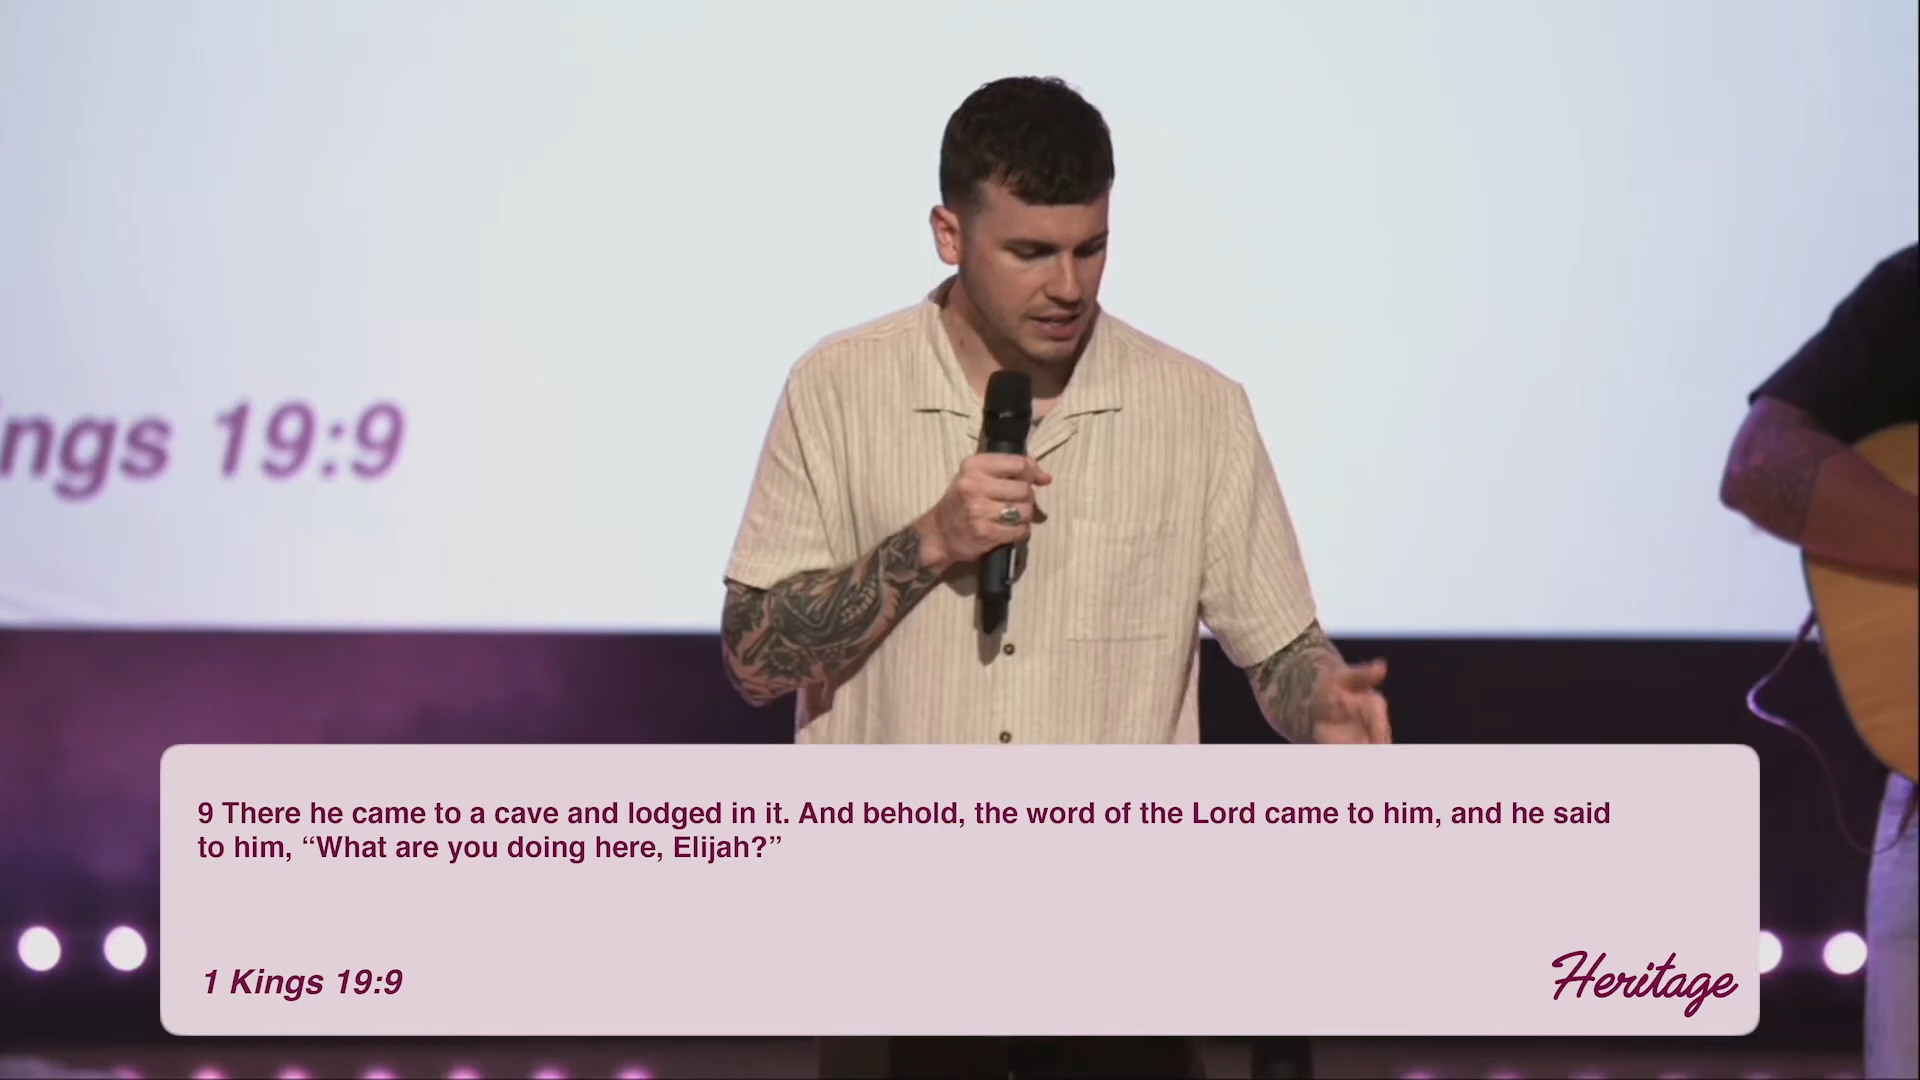 ngs 19:9
9 There he came to a cave and lodged in it. And behold, the word of the Lord came to him, and he said
to him, “What are you doing here, Elijah?”
1 Kings 19:9
Heritage